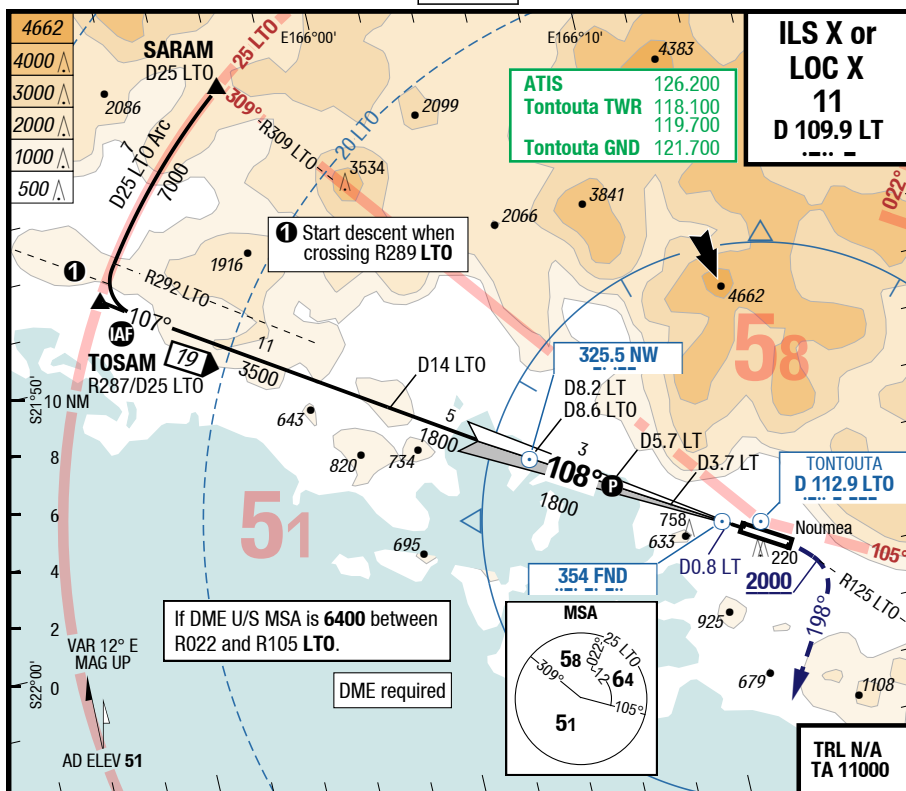 4662
4000
3000
2000
1000
500
SARAM
D25 LTO
25 LTO
E166°00'
E166°10'
4383
ILS X or
LOC X
11
D 109.9 LT
ATIS 126.200
Tontouta TWR 118.100
119.700
Tontouta GND 121.700
2086
2099
309°
R309 LTO
20 LTO
3534
7
D25 LTO Arc
7000
022°
3841
2066
1 Start descent when
crossing R289 LTO
1916
1
R292 LTO
4662
58
107°
IAF
TOSAM
R287/D25 LTO
19
11
3500
325.5 NW
D14 LTO
D8.2 LT
D8.6 LTO
S21°50'
10 NM
643
5
1800
3
D5.7 LT
D3.7 LT
108°
P
1800
TONTOUTA
D 112.9 LTO
8
820
734
6
51
758
633
Noumea
105°
695
220
4
D0.8 LT
354 FND
2000
R125 LTO
198°
If DME U/S MSA is 6400 between
R022 and R105 LTO.
MSA
25 LTO
58
022°
12
64
309°
105°
51
925
2
VAR 12° E
MAG UP
DME required
679
1108
S22°00'
0
AD ELEV 51
TRL N/A
TA 11000